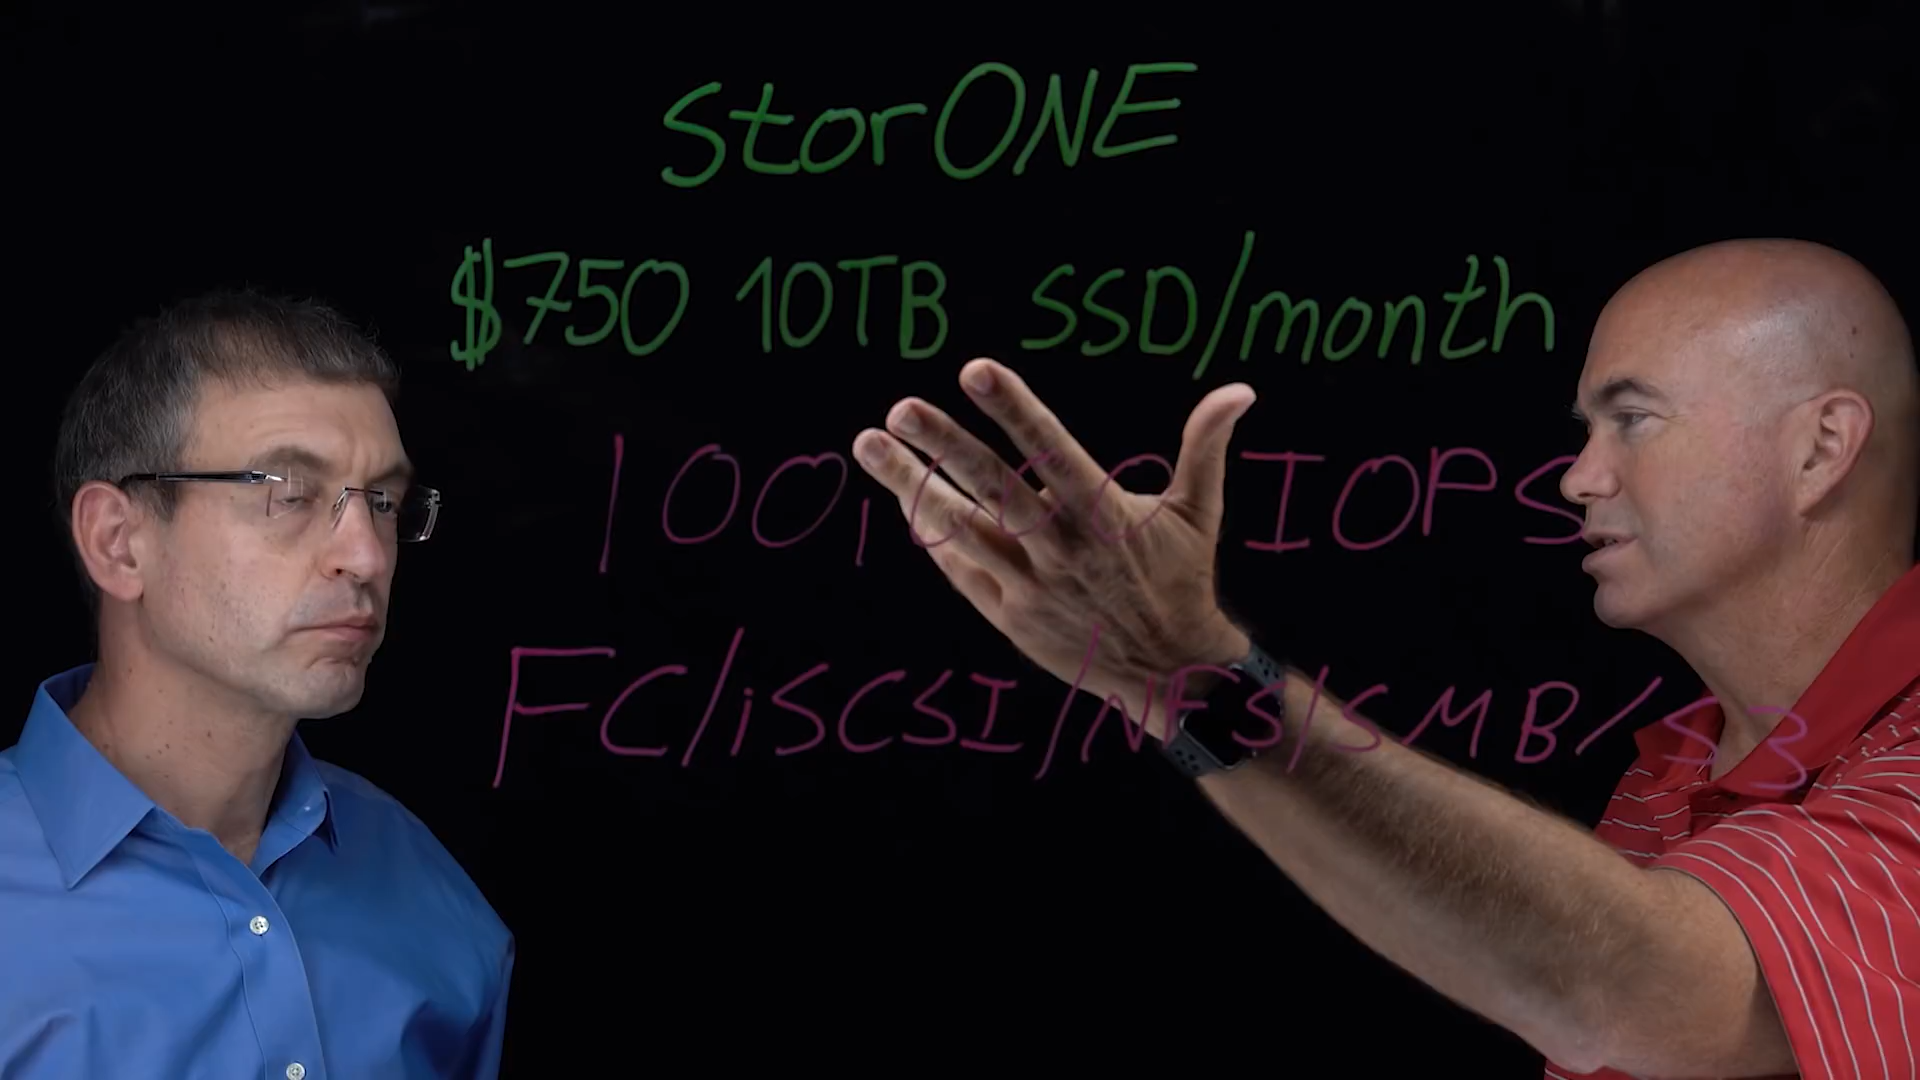 StorONE
$750 10TB SSD/month
100,000 IOPS
FC/iSCSI/NFS/SMB/S3